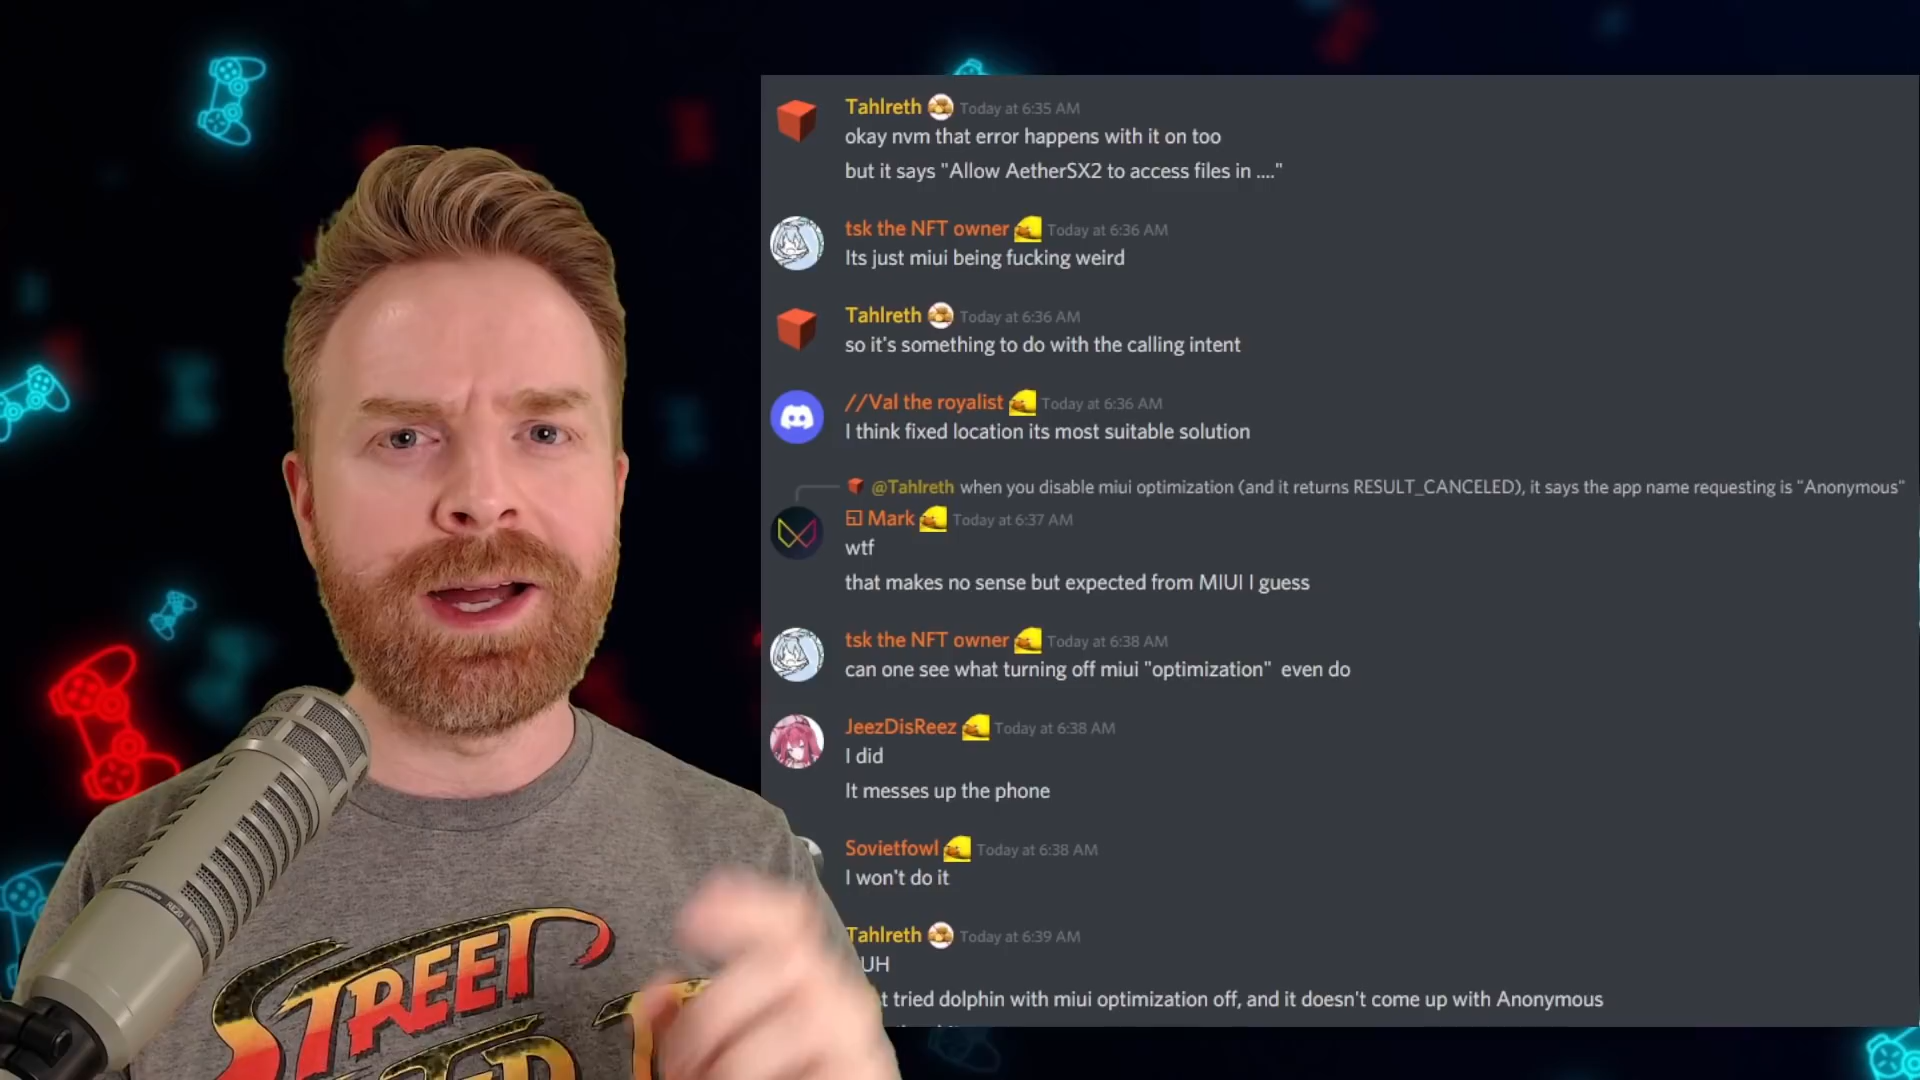 Tahlreth Today at 6:35 AM
okay nvm that error happens with it on too
but it says "Allow AetherSX2 to access files in ...."
tsk the NFT owner Today at 6:36 AM
Its just miui being fucking weird
Tahlreth Today at 6:36 AM
so it's something to do with the calling intent
//Val the royalist Today at 6:36 AM
I think fixed location its most suitable solution
@Tahlreth when you disable miui optimization (and it returns RESULT_CANCELED), it says the app name requesting is "Anonymous"
Mark Today at 6:37 AM
wtf
that makes no sense but expected from MIUI I guess
tsk the NFT owner Today at 6:38 AM
can one see what turning off miui "optimization" even do
JeezDisReez Today at 6:38 AM
I did
It messes up the phone
Sovietfowl Today at 6:38 AM
I won't do it
Tahlreth Today at 6:39 AM
UH
t tried dolphin with miui optimization off, and it doesn't come up with Anonymous
STREET